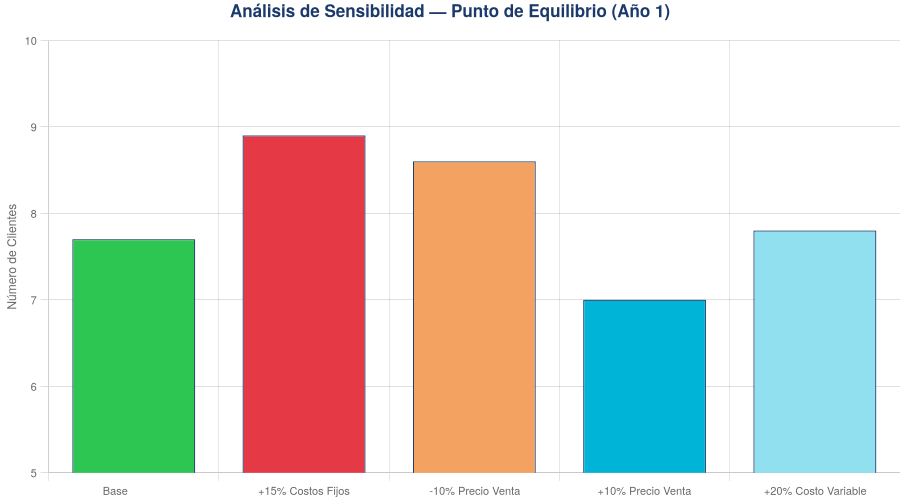 Análisis de Sensibilidad — Punto de Equilibrio (Año 1)
Número de Clientes
10
9
8
7
6
5
Base
+15% Costos Fijos
-10% Precio Venta
+10% Precio Venta
+20% Costo Variable